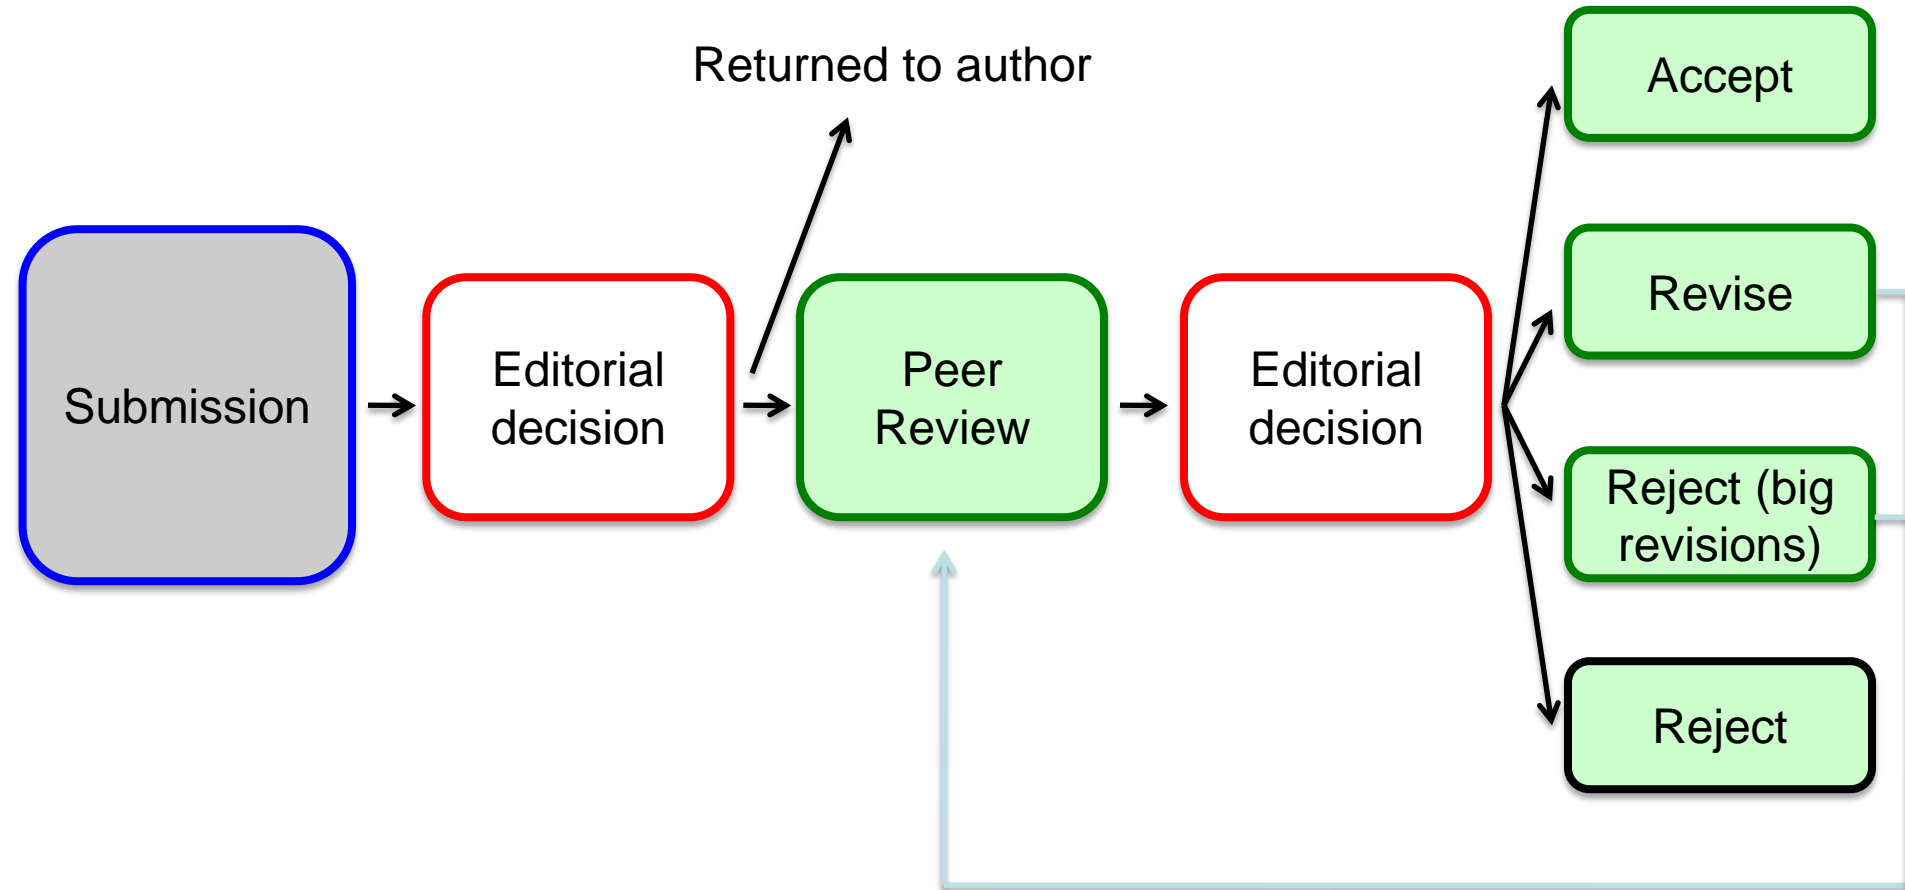 Returned to author
Submission
Editorial
decision
Peer
Review
Editorial
decision
Accept
Revise
Reject (big
revisions)
Reject